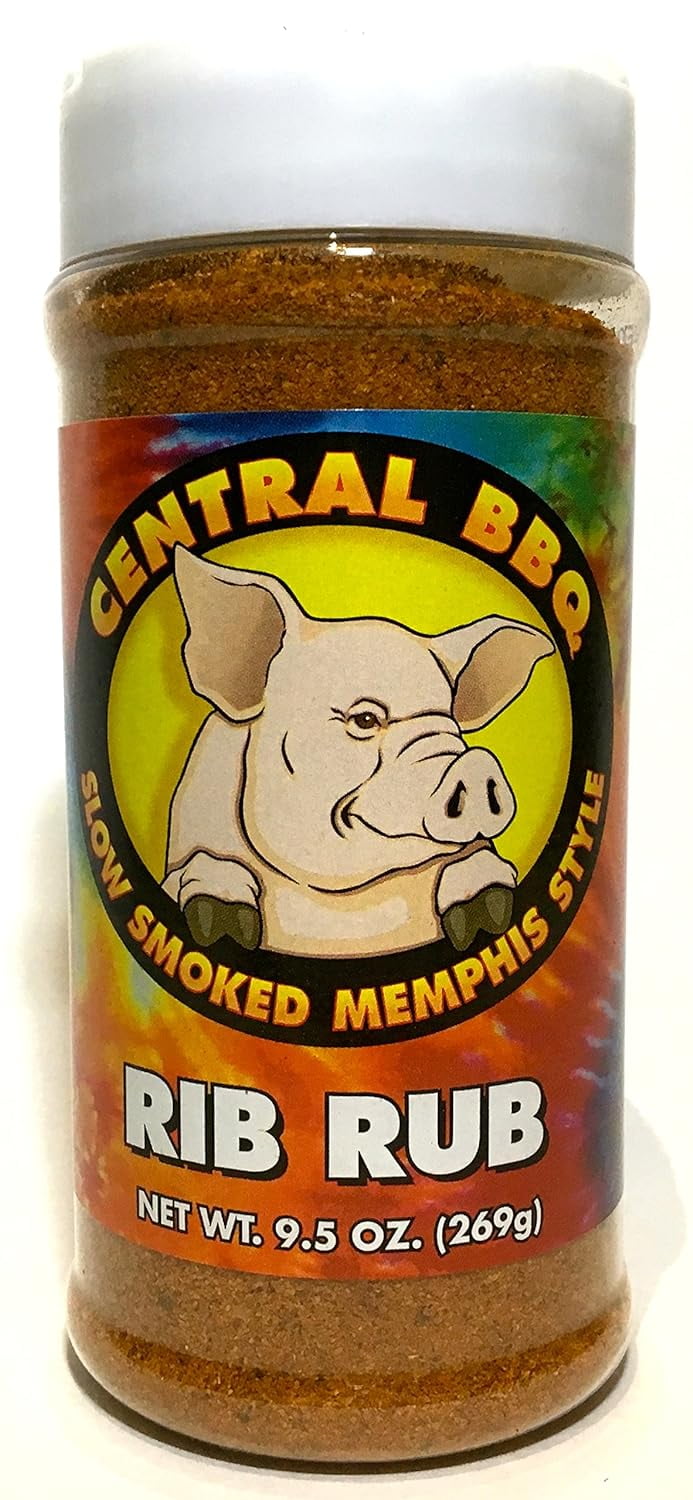 CENTRAL BBQ
SLOW SMOKED MEMPHIS STYLE
RIB RUB
NET WT. 9.5 OZ. (269g)